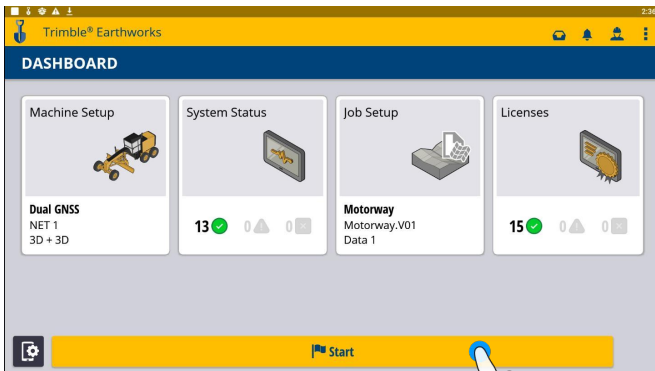 2:36
Trimble® Earthworks
DASHBOARD
Machine Setup
Dual GNSS
NET 1
3D + 3D
System Status
13 0 0
Job Setup
Motorway
Motorway.V01
Data 1
Licenses
15 0 0
Start